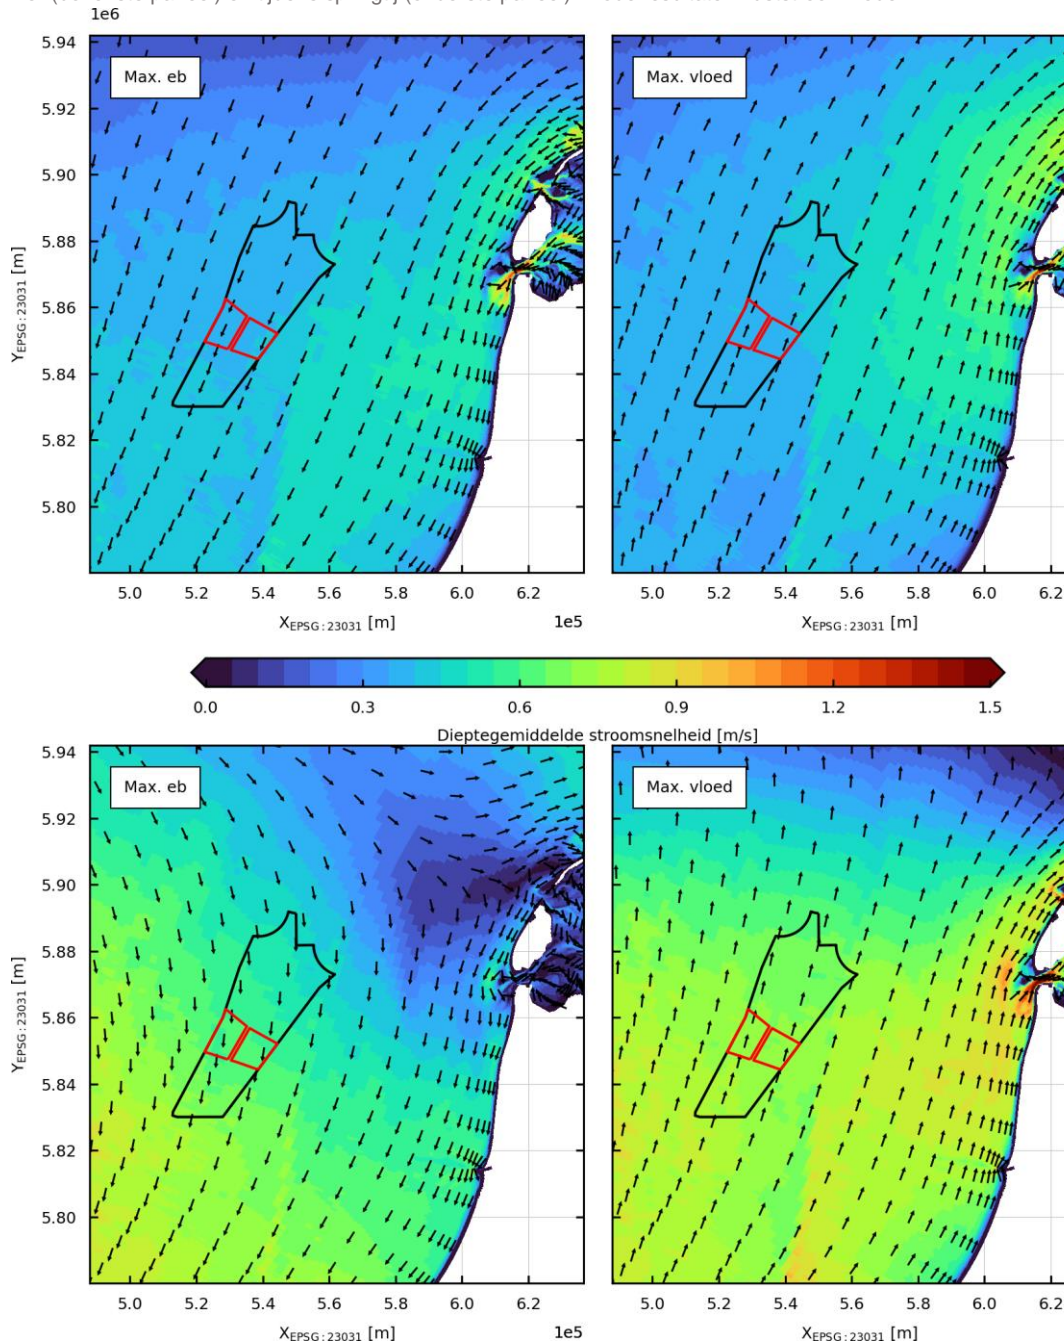 1e6
Max. eb
Max. vloed
5.94
5.92
5.90
5.88
5.86
5.84
5.82
5.80
Y_EPSG:23031 [m]
5.0 5.2 5.4 5.6 5.8 6.0 6.2
5.0 5.2 5.4 5.6 5.8 6.0 6.2
X_EPSG:23031 [m] 1e5
X_EPSG:23031 [m]
0.0 0.3 0.6 0.9 1.2 1.5
Dieptegemiddelde stroomsnelheid [m/s]
Max. eb
Max. vloed
5.94
5.92
5.90
5.88
5.86
5.84
5.82
5.80
Y_EPSG:23031 [m]
5.0 5.2 5.4 5.6 5.8 6.0 6.2
5.0 5.2 5.4 5.6 5.8 6.0 6.2
X_EPSG:23031 [m] 1e5
X_EPSG:23031 [m]